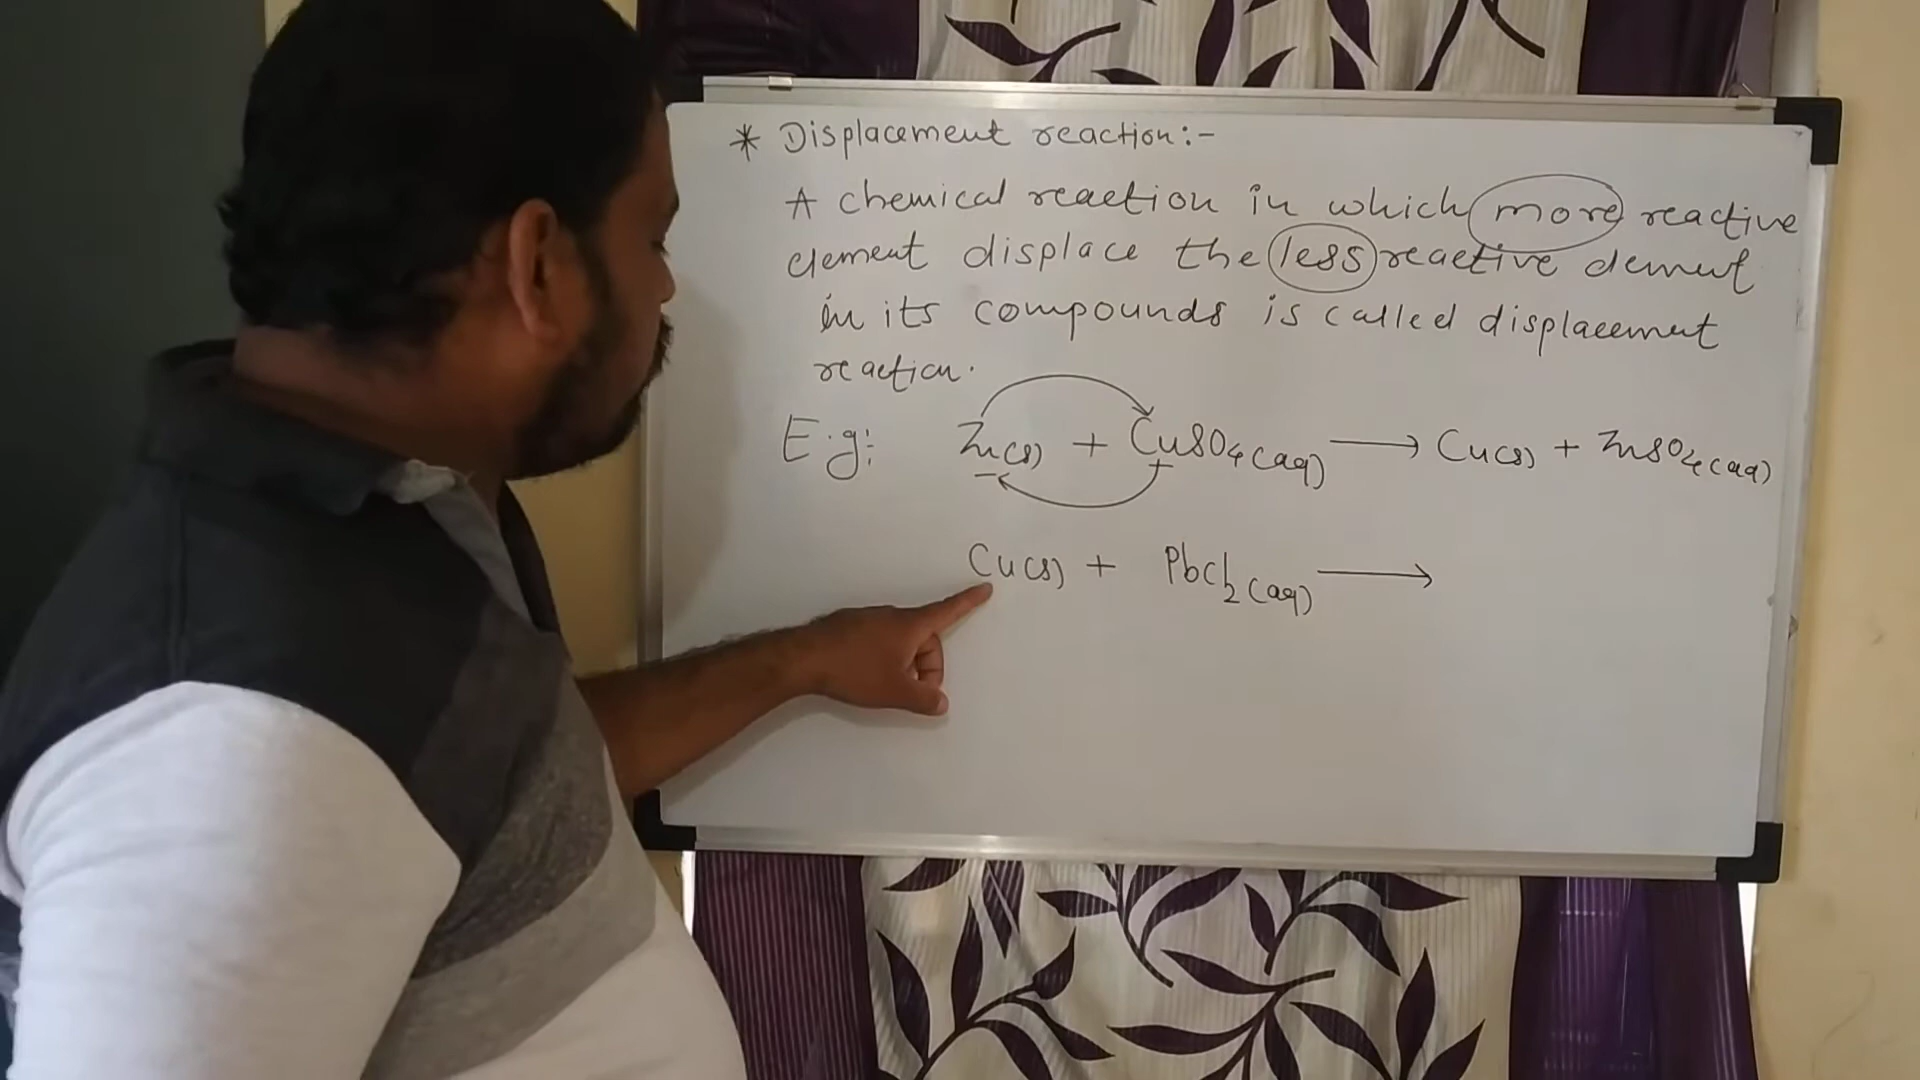 * Displacement reaction:-
A chemical reaction in which more reactive
element displace the less reactive element
in its compounds is called displacement
reaction.
E.g: Zn(s) + CuSO4(aq) → Cu(s) + ZnSO4(aq)
Cu(s) + PbCl2(aq) →